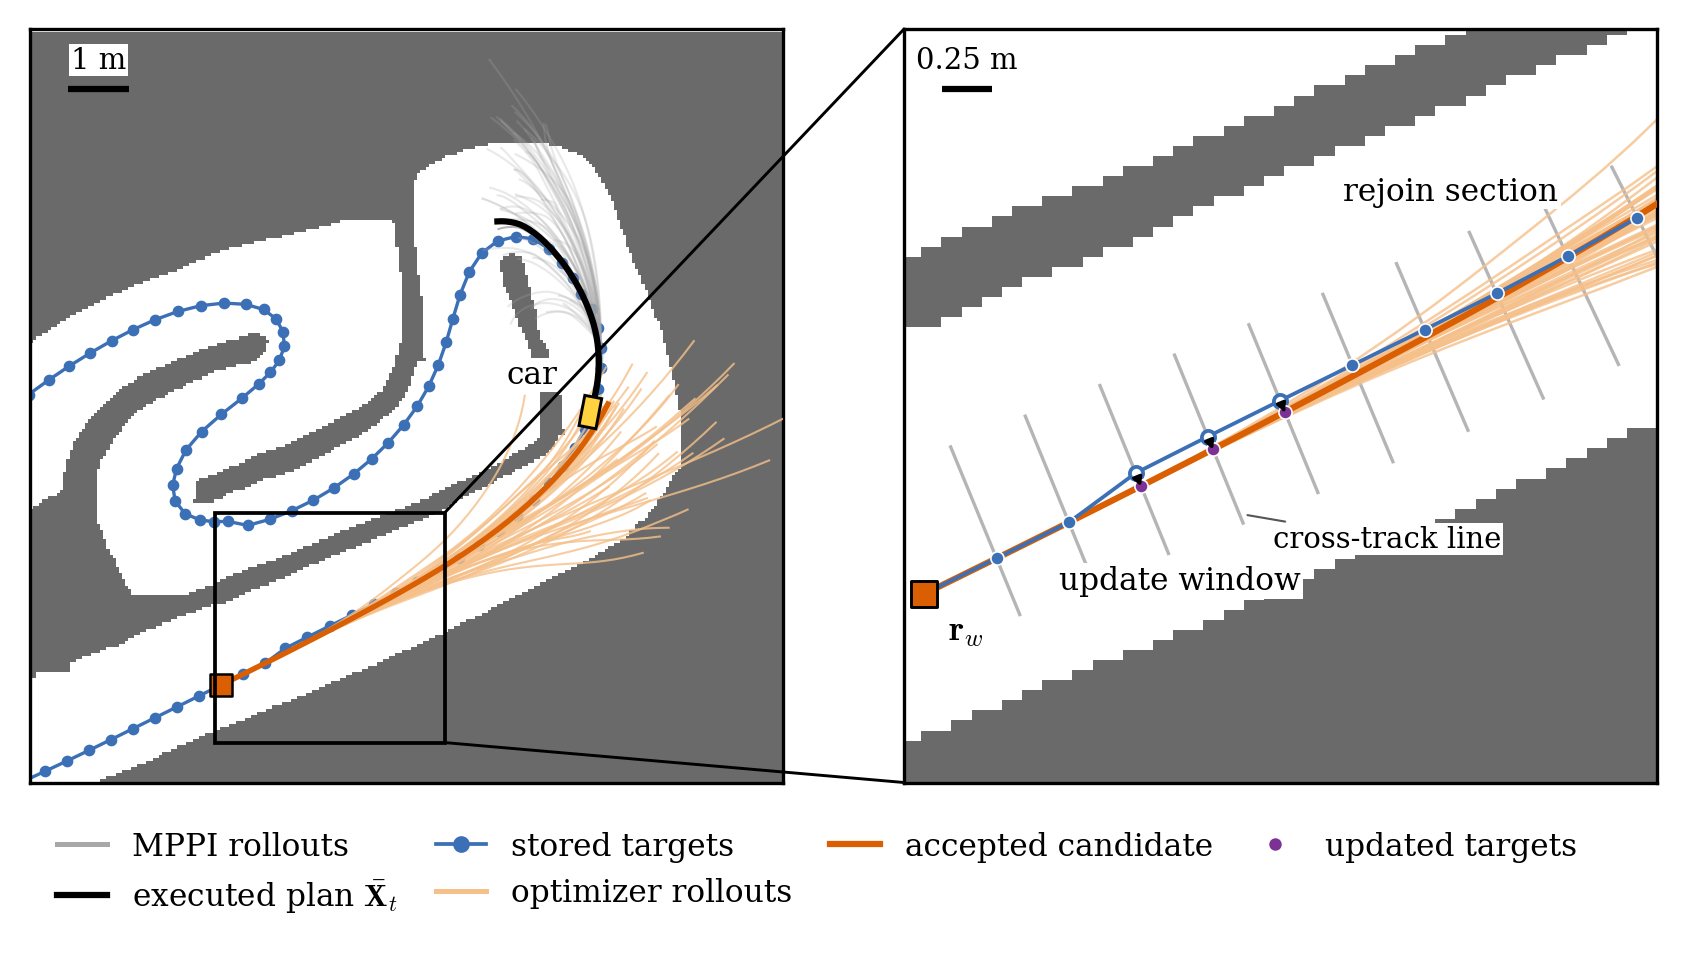 1 m
car
0.25 m
rejoin section
cross-track line
update window
𝐫_w
MPPI rollouts
executed plan 𝐗̄_t
stored targets
optimizer rollouts
accepted candidate
updated targets